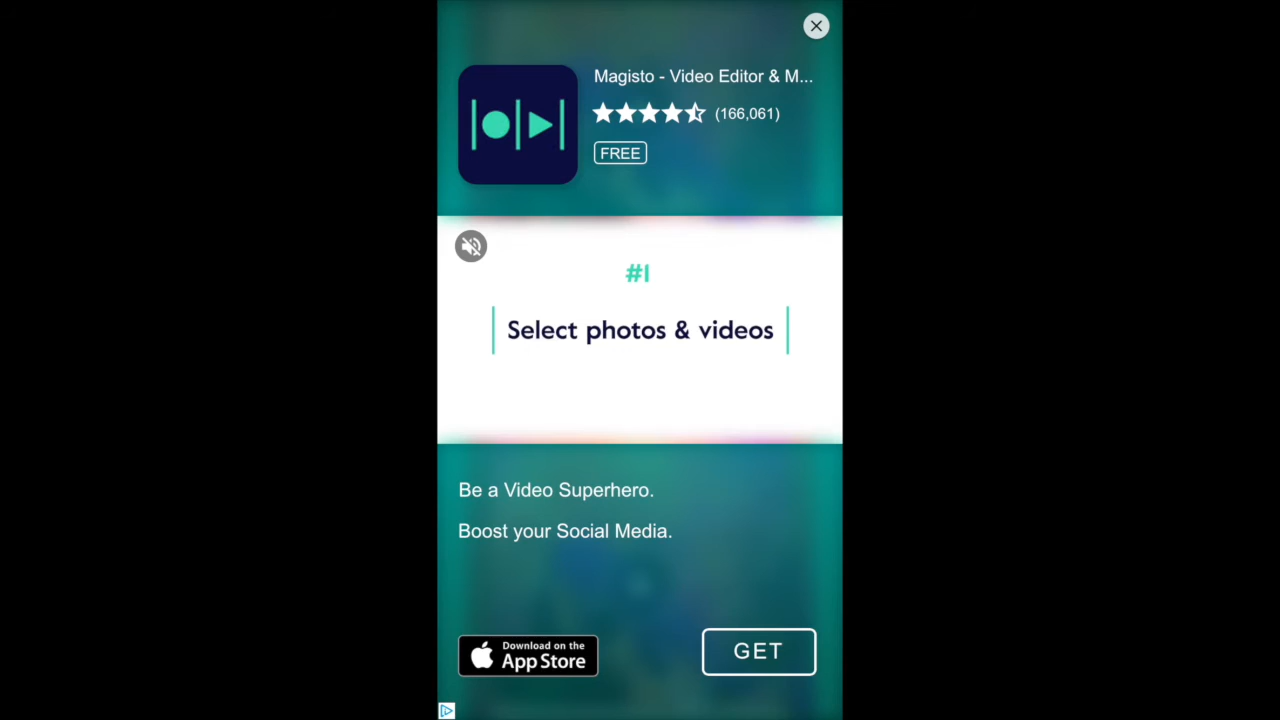 Magisto - Video Editor & M...
(166,061)
FREE
#1
Select photos & videos
Be a Video Superhero.
Boost your Social Media.
Download on the
App Store
GET